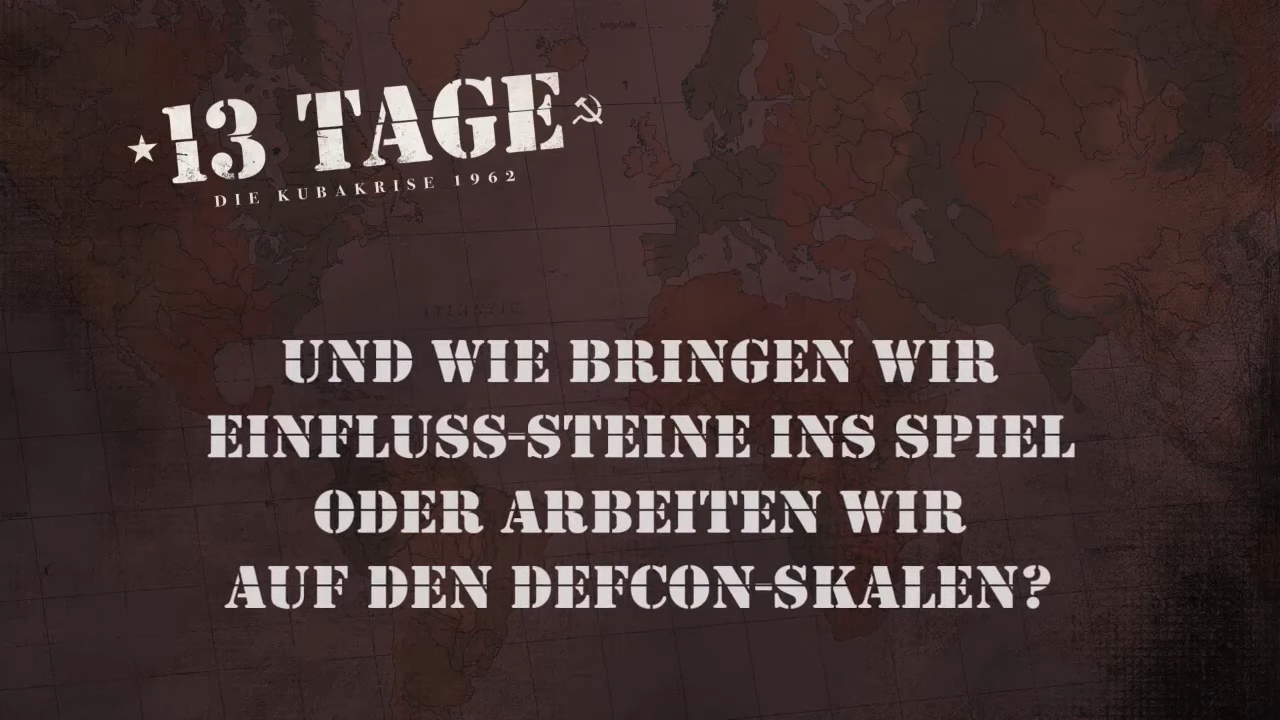 13 TAGE
DIE KUBAKRISE 1962
UND WIE BRINGEN WIR
EINFLUSS-STEINE INS SPIEL
ODER ARBEITEN WIR
AUF DEN DEFCON-SKALEN?